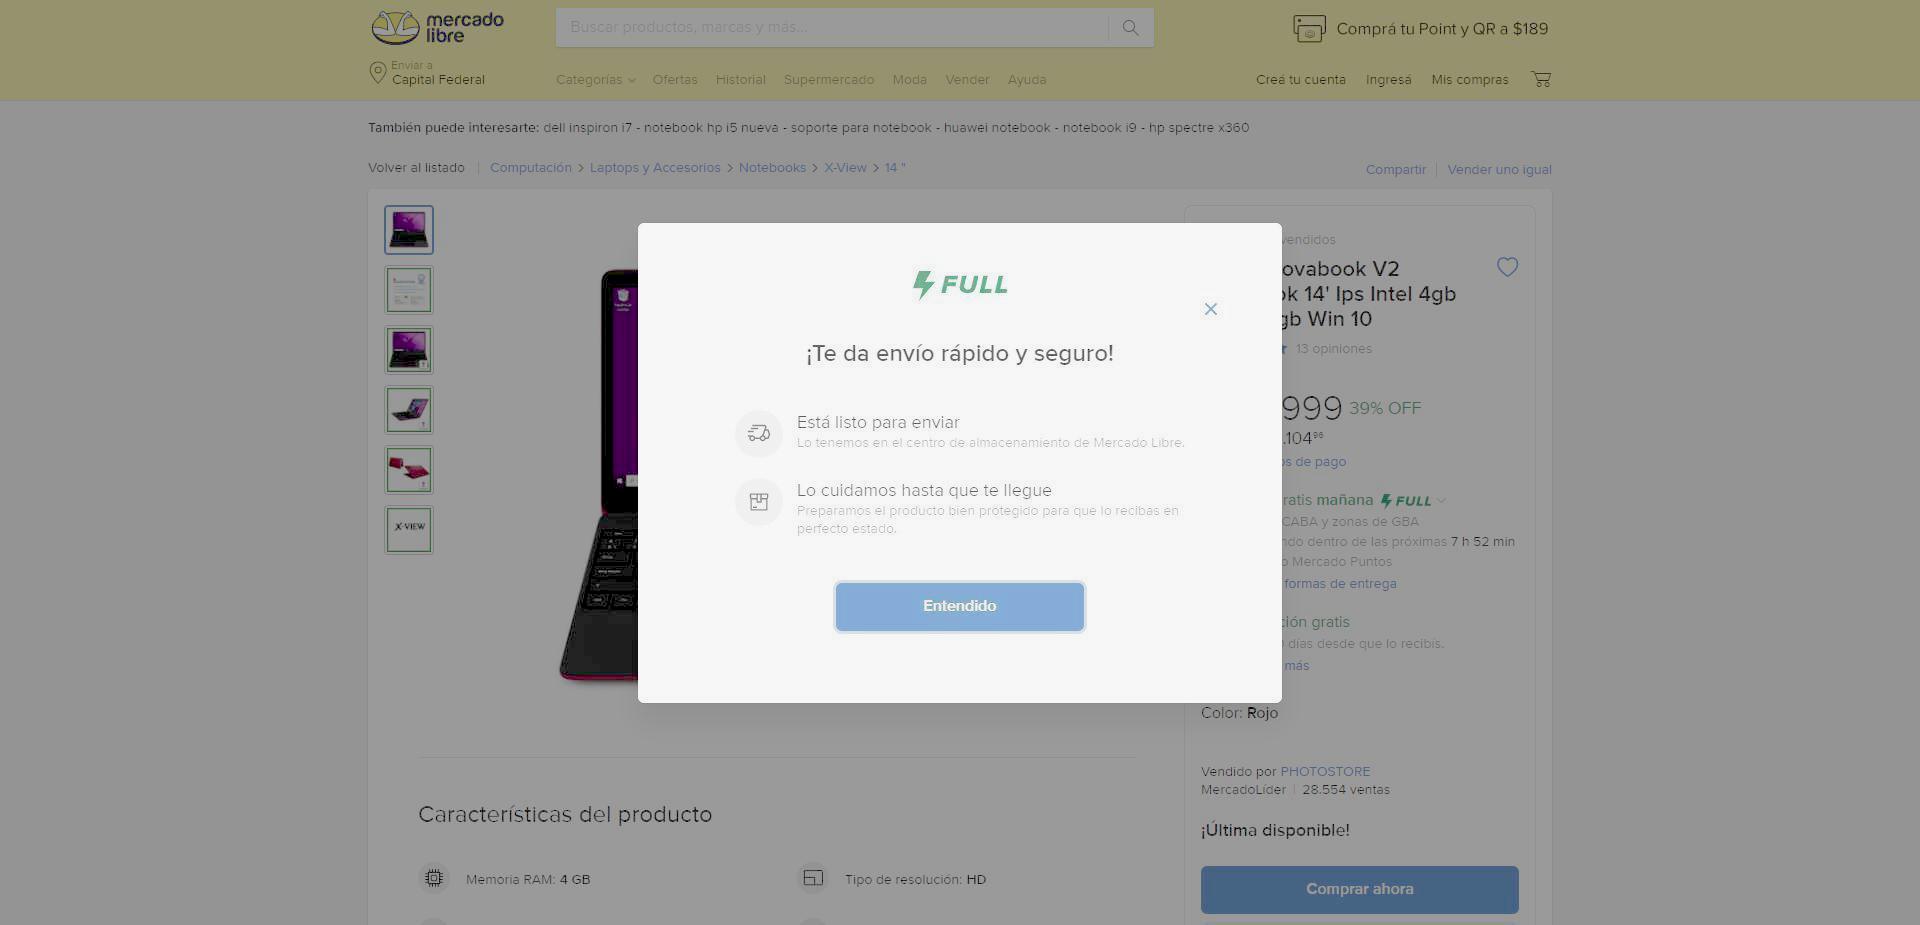 mercado
libre
Buscar productos, marcas y más...
Comprá tu Point y QR a $189
Enviar a
Capital Federal
Categorías
Ofertas
Historial
Supermercado
Moda
Vender
Ayuda
Creá tu cuenta
Ingresá
Mis compras
También puede interesarte: dell inspiron i7 - notebook hp i5 nueva - soporte para notebook - huawei notebook - notebook i9 - hp spectre x360
Volver al listado
Computación > Laptops y Accesorios > Notebooks > X-View > 14 "
Compartir
Vender uno igual
X-VIEW
FULL
¡Te da envío rápido y seguro!
Está listo para enviar
Lo tenemos en el centro de almacenamiento de Mercado Libre.
Lo cuidamos hasta que te llegue
Preparamos el producto bien protegido para que lo recibas en
perfecto estado.
Entendido
vendidos
ovabook V2
ok 14' Ips Intel 4gb
gb Win 10
13 opiniones
999 39% OFF
.104⁹⁶
os de pago
ratis mañana FULL
CABA y zonas de GBA
ndo dentro de las próximas 7 h 52 min
o Mercado Puntos
formas de entrega
ción gratis
días desde que lo recibís.
más
Color: Rojo
Vendido por PHOTOSTORE
MercadoLíder | 28.554 ventas
¡Última disponible!
Comprar ahora
Características del producto
Memoria RAM: 4 GB
Tipo de resolución: HD